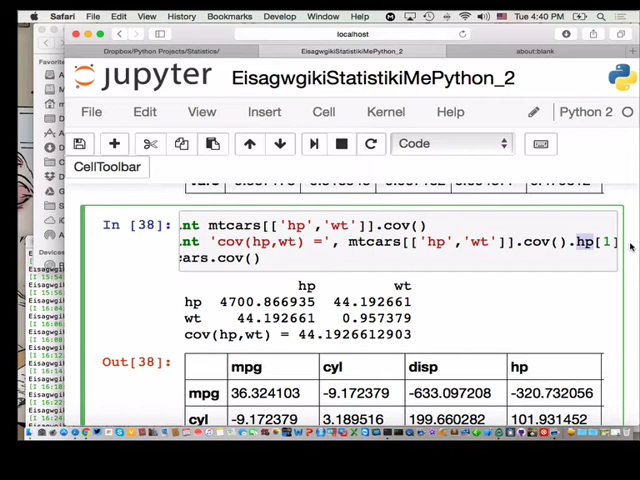 Safari File Edit View History Bookmarks Develop Window Help Tue 4:40 PM
localhost
Dropbox/Python Projects/Statistics/ EisagwgikiStatistikiMePython_2 about:blank
Favorites
jupyter EisagwgikiStatistikiMePython_2
File Edit View Insert Cell Kernel Help Python 2
Code
CellToolbar
In [38]: int mtcars[['hp','wt']].cov()
int 'cov(hp,wt) =', mtcars[['hp','wt']].cov().hp[1]
cars.cov()
hp wt
hp 4700.866935 44.192661
wt 44.192661 0.957379
cov(hp,wt) = 44.1926612903
Out[38]:
mpg cyl disp hp
mpg 36.324103 -9.172379 -633.097208 -320.732056
cyl -9.172379 3.189516 199.660282 101.931452